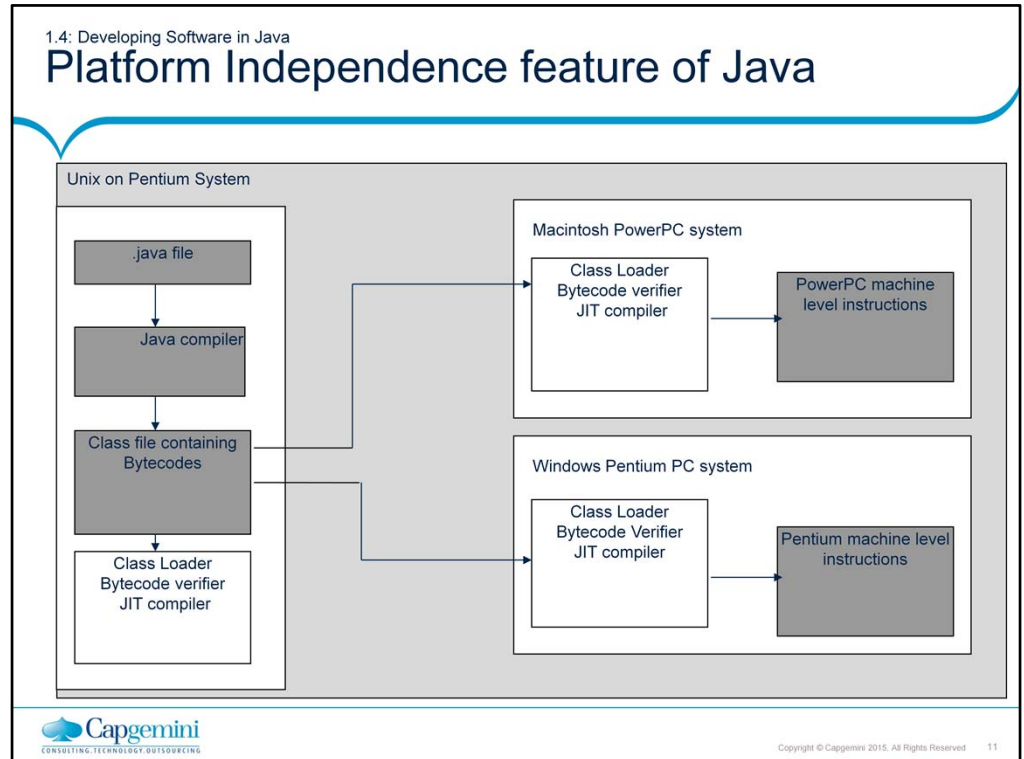 1.4: Developing Software in Java
Platform Independence feature of Java
Unix on Pentium System
.java file
Java compiler
Class file containing
Bytecodes
Class Loader
Bytecode verifier
JIT compiler
Macintosh PowerPC system
Class Loader
Bytecode verifier
JIT compiler
PowerPC machine
level instructions
Windows Pentium PC system
Class Loader
Bytecode Verifier
JIT compiler
Pentium machine level
instructions
Capgemini
CONSULTING.TECHNOLOGY.OUTSOURCING
Copyright © Capgemini 2015. All Rights Reserved 11